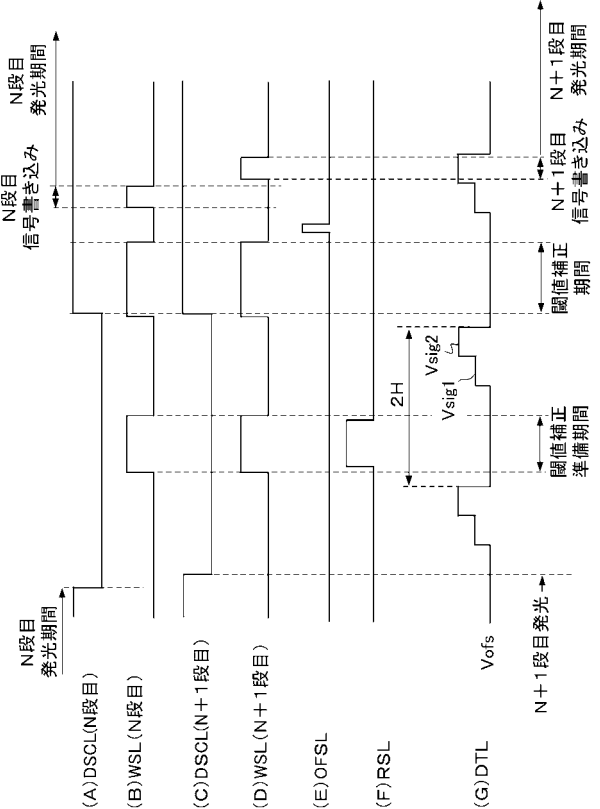 N段目
発光期間
N段目
信号書き込み
N段目
発光期間
(A)DSCL(N段目)
(B)WSL(N段目)
(C)DSCL(N+1段目)
(D)WSL(N+1段目)
(E)OFSL
(F)RSL
2H
Vsig1
Vsig2
(G)DTL
Vofs
N+1段目発光
閾値補正
準備期間
閾値補正
期間
N+1段目
信号書き込み
N+1段目
発光期間